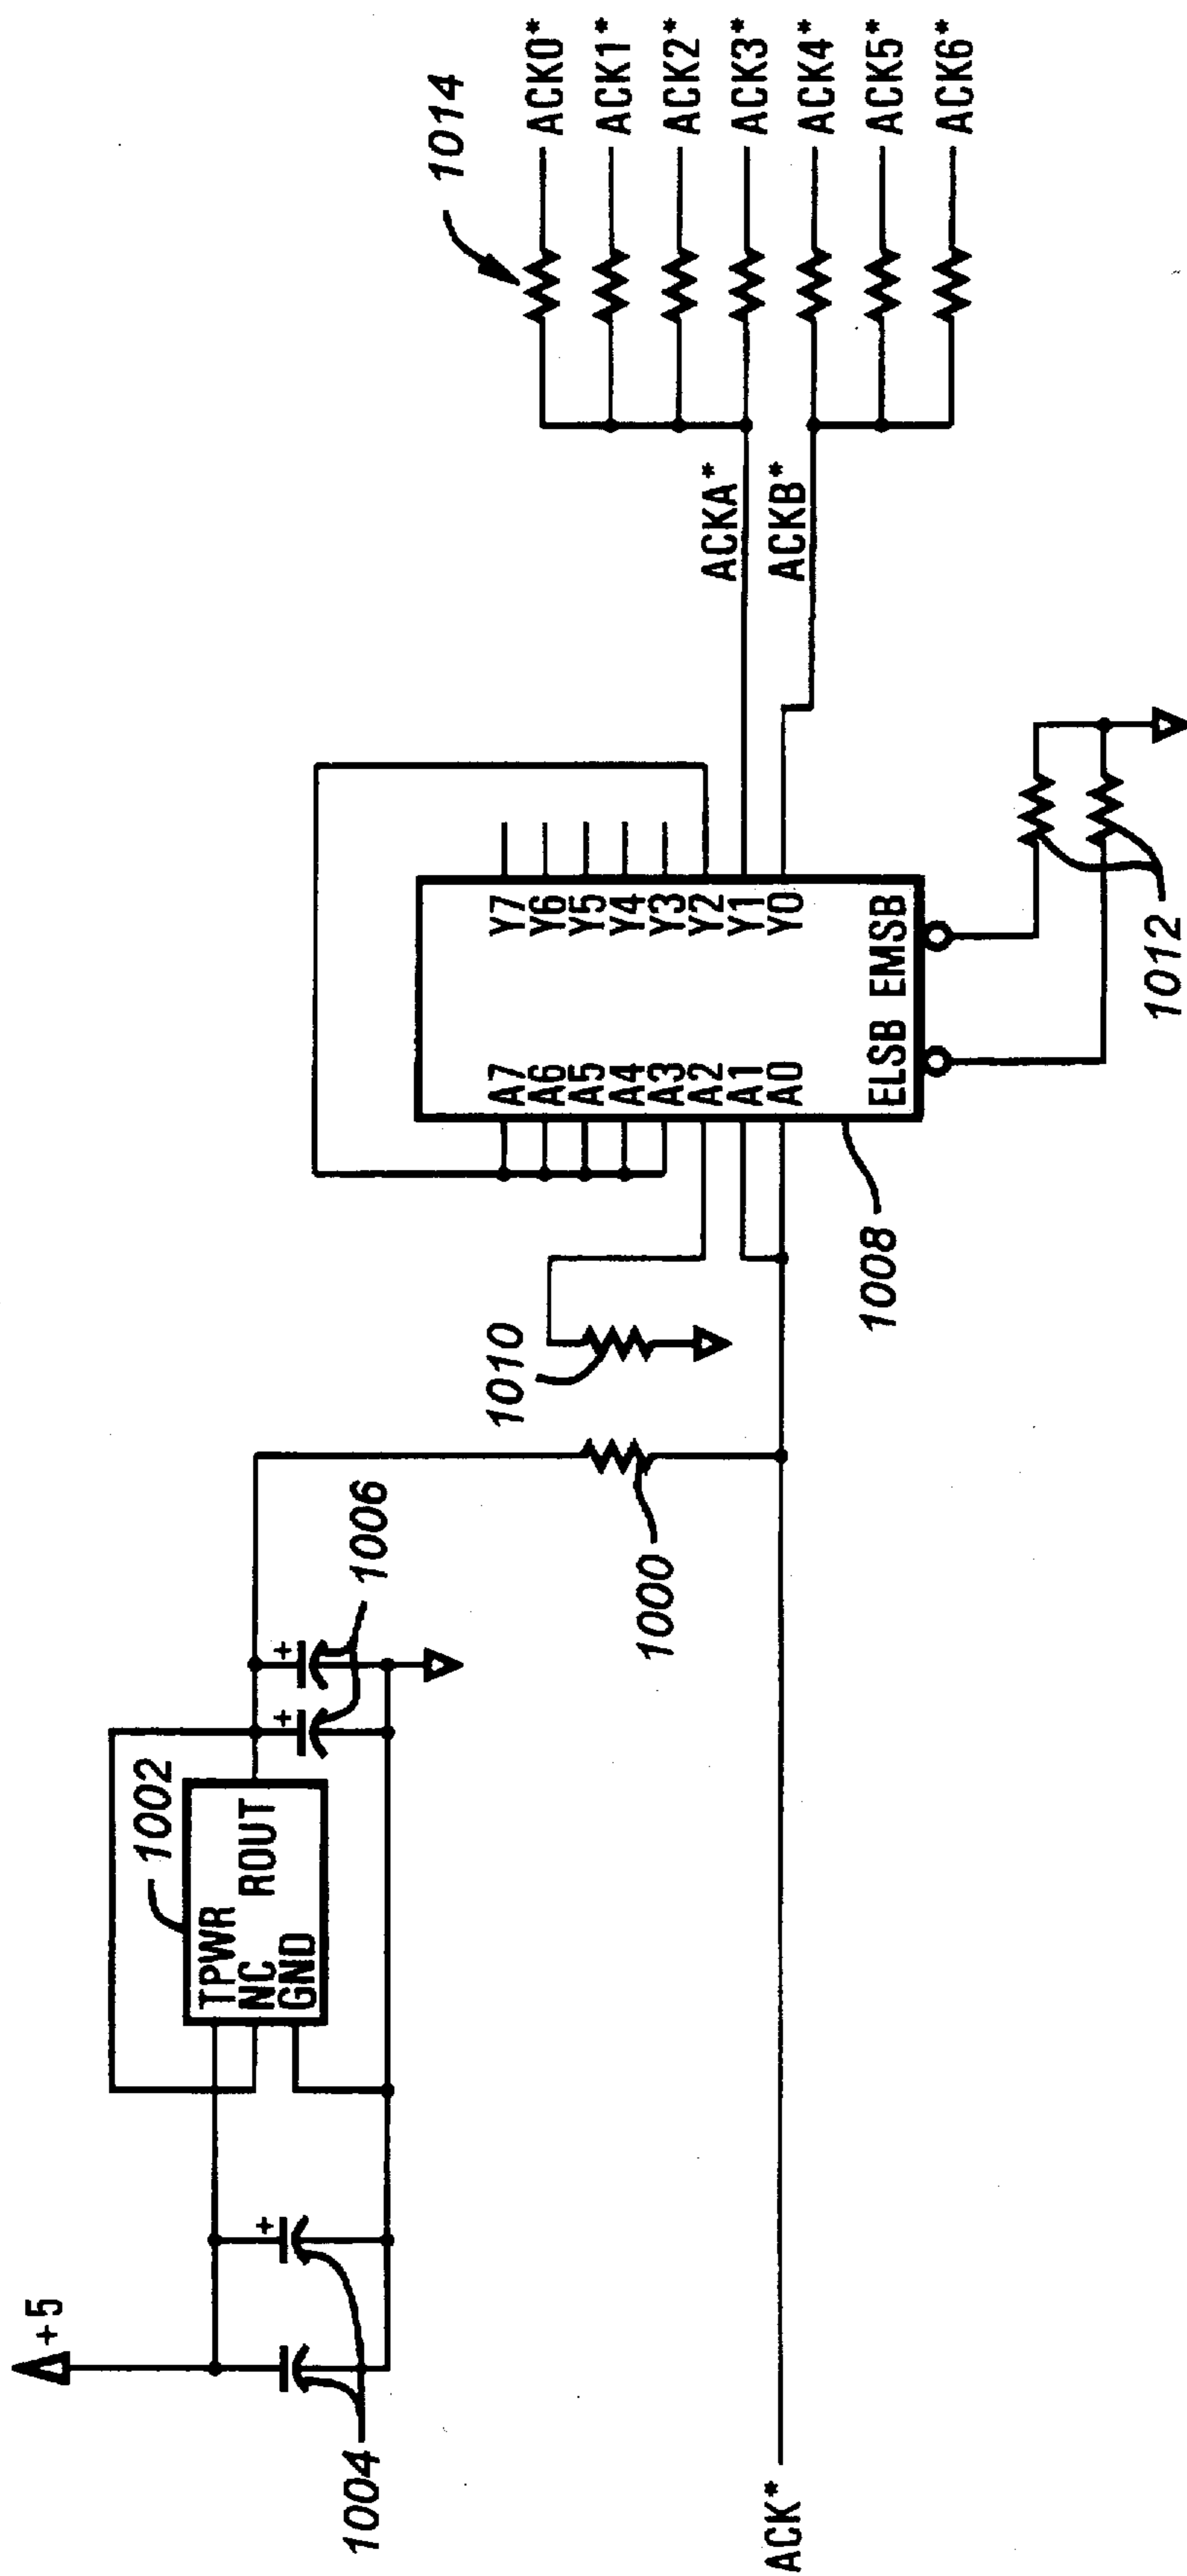 +5
1004
TPWR
NC
GND
ROUT
1002
1006
1000
ACK*
1010
A7
A6
A5
A4
A3
A2
A1
A0
Y7
Y6
Y5
Y4
Y3
Y2
Y1
Y0
ELSB EMSB
1008
1012
ACKA*
ACKB*
1014
ACK0*
ACK1*
ACK2*
ACK3*
ACK4*
ACK5*
ACK6*